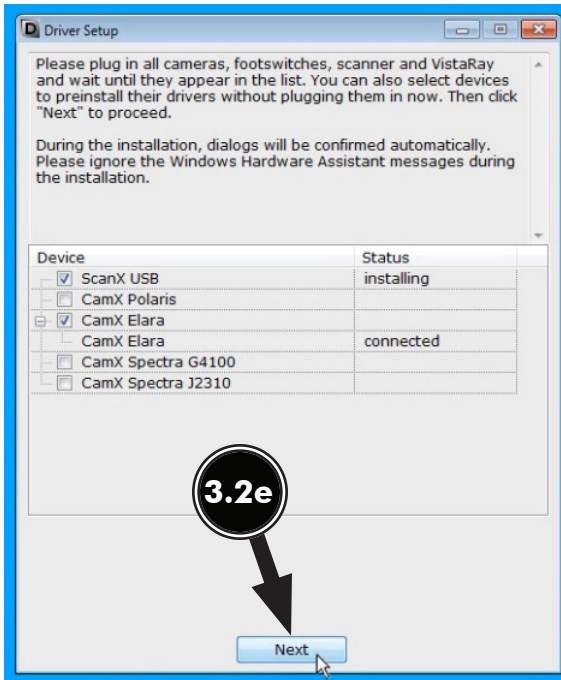 Driver Setup
Please plug in all cameras, footswitches, scanner and VistaRay
and wait until they appear in the list. You can also select devices
to preinstall their drivers without plugging them in now. Then click
"Next" to proceed.
During the installation, dialogs will be confirmed automatically.
Please ignore the Windows Hardware Assistant messages during
the installation.
Device Status
ScanX USB installing
CamX Polaris
CamX Elara
CamX Elara connected
CamX Spectra G4100
CamX Spectra J2310
3.2e
Next